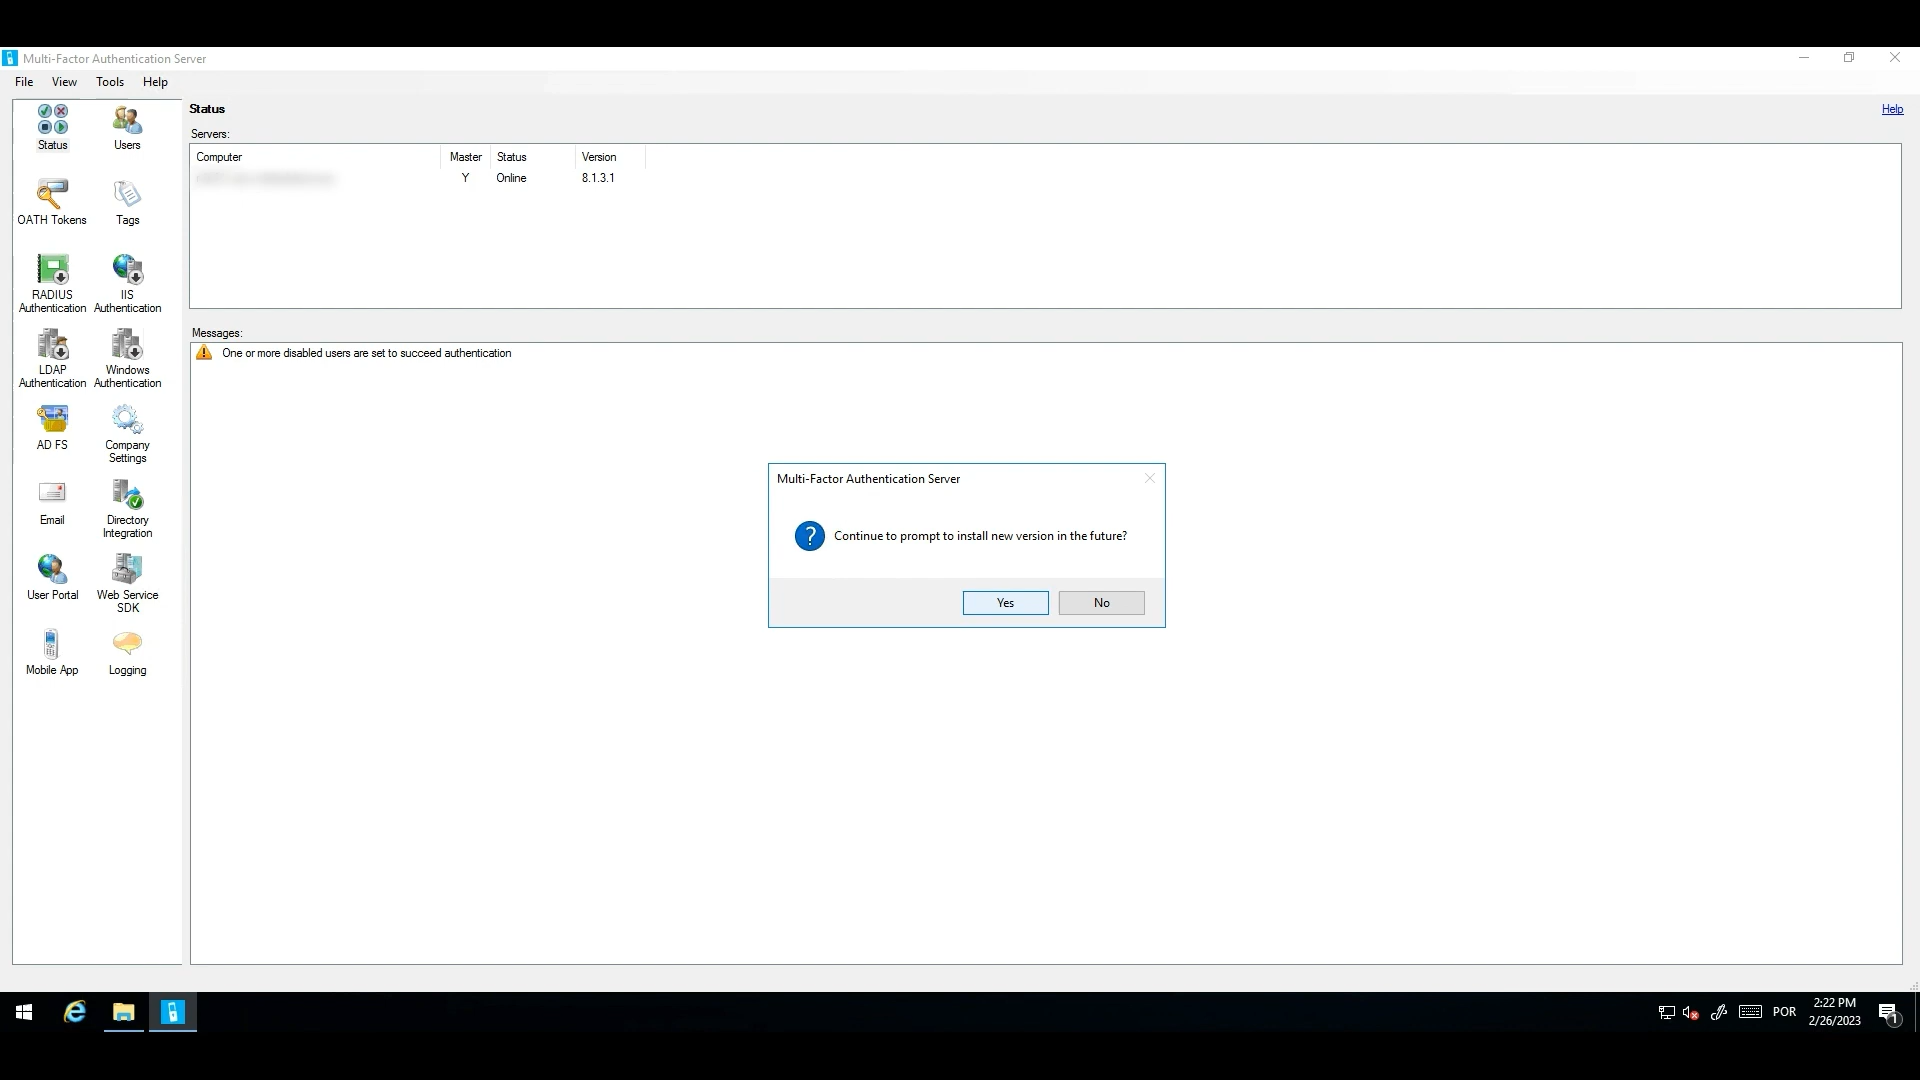 Multi-Factor Authentication Server
File View Tools Help
Status
Help
Servers:
Computer Master Status Version
Y Online 8.1.3.1
Messages:
One or more disabled users are set to succeed authentication
Status
Users
OATH Tokens
Tags
RADIUS
Authentication
IIS
Authentication
LDAP
Authentication
Windows
Authentication
AD FS
Company
Settings
Email
Directory
Integration
User Portal
Web Service
SDK
Mobile App
Logging
Multi-Factor Authentication Server
Continue to prompt to install new version in the future?
Yes
No
POR
2:22 PM
2/26/2023
1